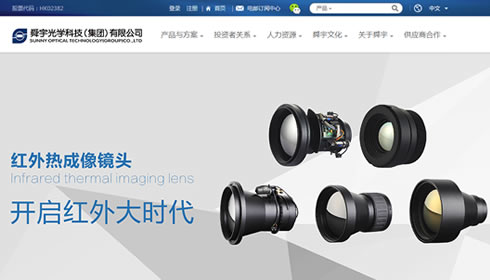 股票代码：HK02382
登录 注册 | 首页 | 电邮订阅中心 产品 中文
舜宇光学科技（集团）有限公司
SUNNY OPTICAL TECHNOLOGY(GROUP)CO.,LTD
产品与方案 投资者关系 人力资源 舜宇文化 关于舜宇 供应商合作
红外热成像镜头
Infrared thermal imaging lens
开启红外大时代